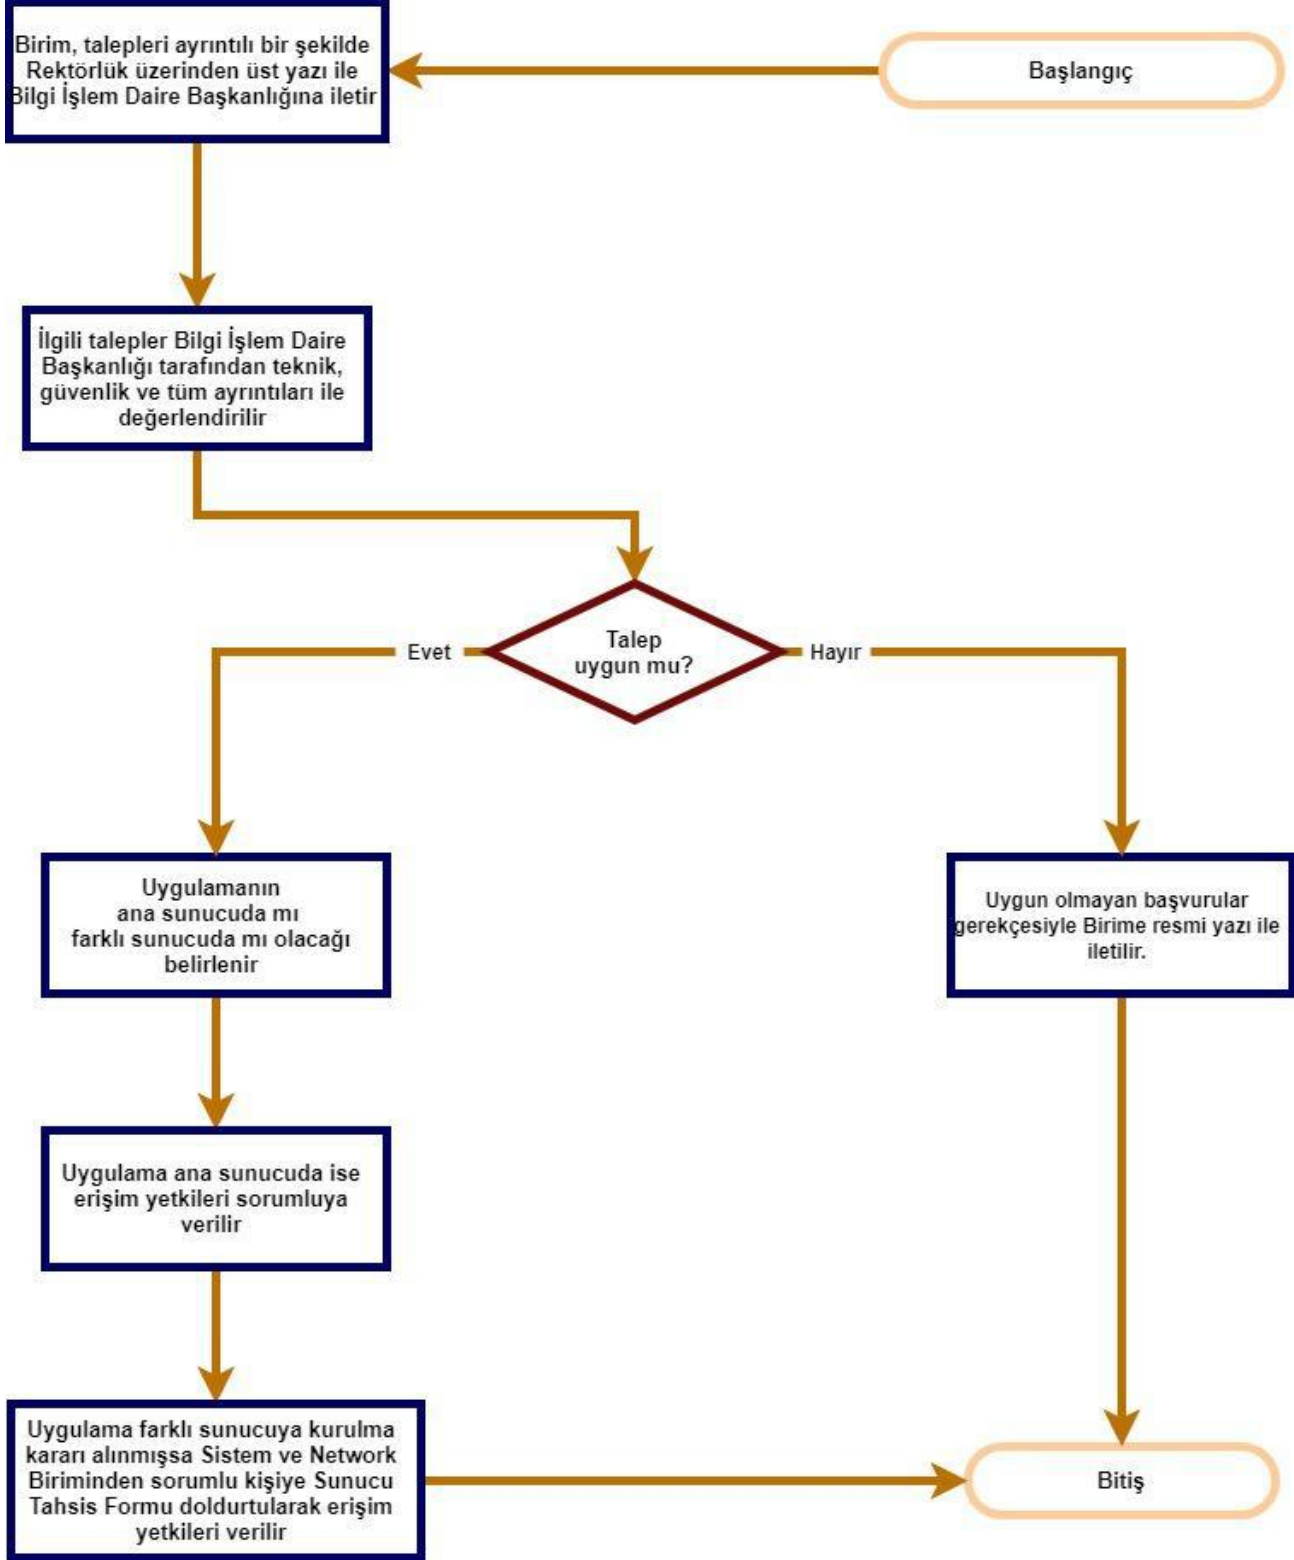 Başlangıç
Birim, talepleri ayrıntılı bir şekilde
Rektörlük üzerinden üst yazı ile
Bilgi İşlem Daire Başkanlığına iletir
İlgili talepler Bilgi İşlem Daire
Başkanlığı tarafından teknik,
güvenlik ve tüm ayrıntıları ile
değerlendirilir
Talep
uygun mu?
Evet
Hayır
Uygulamanın
ana sunucuda mı
farklı sunucuda mı olacağı
belirlenir
Uygun olmayan başvurular
gerekçesiyle Birime resmi yazı ile
iletilir.
Uygulama ana sunucuda ise
erişim yetkileri sorumluya
verilir
Uygulama farklı sunucuya kurulma
kararı alınmışsa Sistem ve Network
Biriminden sorumlu kişiye Sunucu
Tahsis Formu doldurtularak erişim
yetkileri verilir
Bitiş